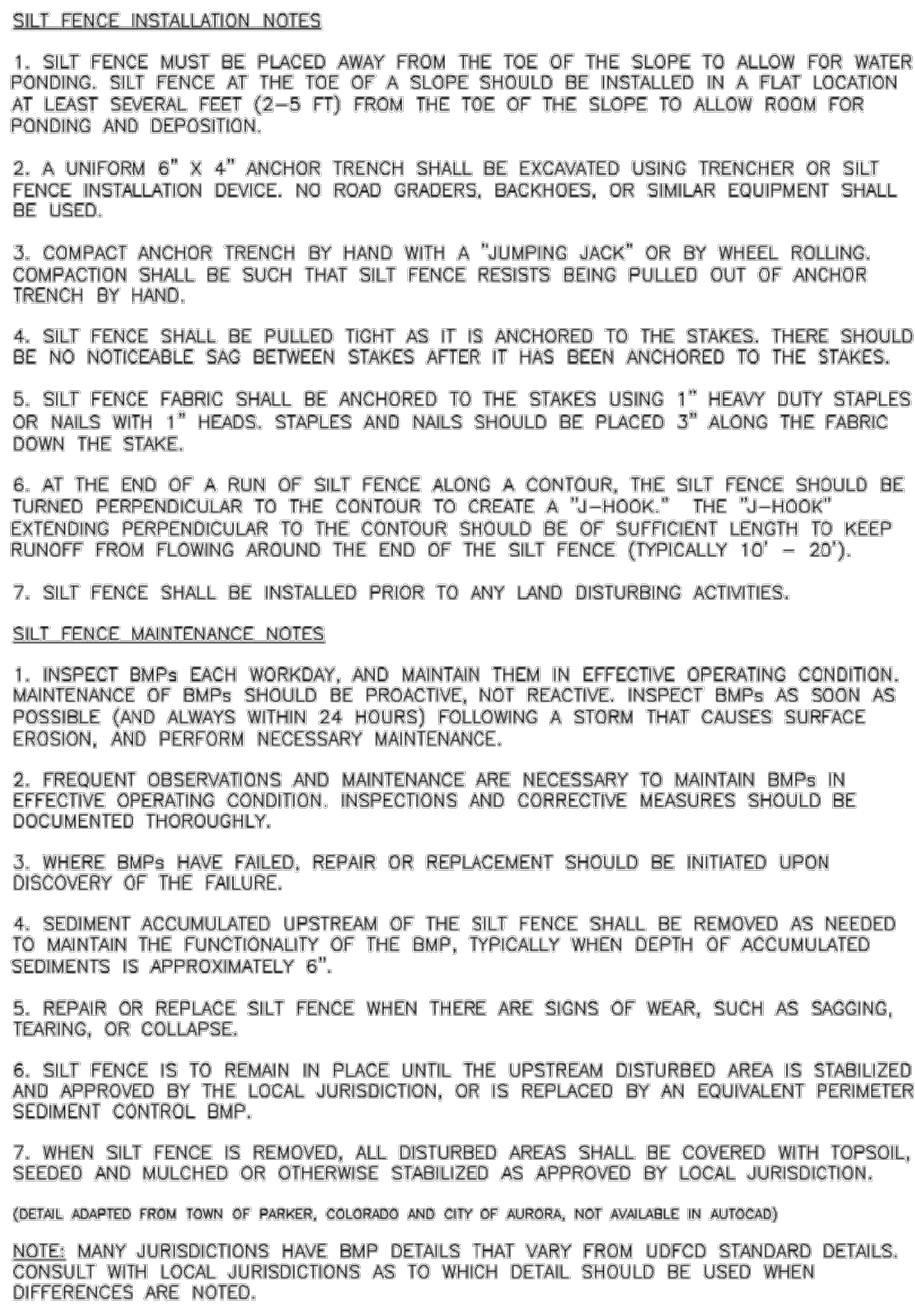 SILT FENCE INSTALLATION NOTES
1. SILT FENCE MUST BE PLACED AWAY FROM THE TOE OF THE SLOPE TO ALLOW FOR WATER
PONDING. SILT FENCE AT THE TOE OF A SLOPE SHOULD BE INSTALLED IN A FLAT LOCATION
AT LEAST SEVERAL FEET (2–5 FT) FROM THE TOE OF THE SLOPE TO ALLOW ROOM FOR
PONDING AND DEPOSITION.
2. A UNIFORM 6" X 4" ANCHOR TRENCH SHALL BE EXCAVATED USING TRENCHER OR SILT
FENCE INSTALLATION DEVICE. NO ROAD GRADERS, BACKHOES, OR SIMILAR EQUIPMENT SHALL
BE USED.
3. COMPACT ANCHOR TRENCH BY HAND WITH A "JUMPING JACK" OR BY WHEEL ROLLING.
COMPACTION SHALL BE SUCH THAT SILT FENCE RESISTS BEING PULLED OUT OF ANCHOR
TRENCH BY HAND.
4. SILT FENCE SHALL BE PULLED TIGHT AS IT IS ANCHORED TO THE STAKES. THERE SHOULD
BE NO NOTICEABLE SAG BETWEEN STAKES AFTER IT HAS BEEN ANCHORED TO THE STAKES.
5. SILT FENCE FABRIC SHALL BE ANCHORED TO THE STAKES USING 1" HEAVY DUTY STAPLES
OR NAILS WITH 1" HEADS. STAPLES AND NAILS SHOULD BE PLACED 3" ALONG THE FABRIC
DOWN THE STAKE.
6. AT THE END OF A RUN OF SILT FENCE ALONG A CONTOUR, THE SILT FENCE SHOULD BE
TURNED PERPENDICULAR TO THE CONTOUR TO CREATE A "J–HOOK." THE "J–HOOK"
EXTENDING PERPENDICULAR TO THE CONTOUR SHOULD BE OF SUFFICIENT LENGTH TO KEEP
RUNOFF FROM FLOWING AROUND THE END OF THE SILT FENCE (TYPICALLY 10' – 20').
7. SILT FENCE SHALL BE INSTALLED PRIOR TO ANY LAND DISTURBING ACTIVITIES.
SILT FENCE MAINTENANCE NOTES
1. INSPECT BMPs EACH WORKDAY, AND MAINTAIN THEM IN EFFECTIVE OPERATING CONDITION.
MAINTENANCE OF BMPs SHOULD BE PROACTIVE, NOT REACTIVE. INSPECT BMPs AS SOON AS
POSSIBLE (AND ALWAYS WITHIN 24 HOURS) FOLLOWING A STORM THAT CAUSES SURFACE
EROSION, AND PERFORM NECESSARY MAINTENANCE.
2. FREQUENT OBSERVATIONS AND MAINTENANCE ARE NECESSARY TO MAINTAIN BMPs IN
EFFECTIVE OPERATING CONDITION. INSPECTIONS AND CORRECTIVE MEASURES SHOULD BE
DOCUMENTED THOROUGHLY.
3. WHERE BMPs HAVE FAILED, REPAIR OR REPLACEMENT SHOULD BE INITIATED UPON
DISCOVERY OF THE FAILURE.
4. SEDIMENT ACCUMULATED UPSTREAM OF THE SILT FENCE SHALL BE REMOVED AS NEEDED
TO MAINTAIN THE FUNCTIONALITY OF THE BMP, TYPICALLY WHEN DEPTH OF ACCUMULATED
SEDIMENTS IS APPROXIMATELY 6".
5. REPAIR OR REPLACE SILT FENCE WHEN THERE ARE SIGNS OF WEAR, SUCH AS SAGGING,
TEARING, OR COLLAPSE.
6. SILT FENCE IS TO REMAIN IN PLACE UNTIL THE UPSTREAM DISTURBED AREA IS STABILIZED
AND APPROVED BY THE LOCAL JURISDICTION, OR IS REPLACED BY AN EQUIVALENT PERIMETER
SEDIMENT CONTROL BMP.
7. WHEN SILT FENCE IS REMOVED, ALL DISTURBED AREAS SHALL BE COVERED WITH TOPSOIL,
SEEDED AND MULCHED OR OTHERWISE STABILIZED AS APPROVED BY LOCAL JURISDICTION.
(DETAIL ADAPTED FROM TOWN OF PARKER, COLORADO AND CITY OF AURORA, NOT AVAILABLE IN AUTOCAD)
NOTE: MANY JURISDICTIONS HAVE BMP DETAILS THAT VARY FROM UDFCD STANDARD DETAILS.
CONSULT WITH LOCAL JURISDICTIONS AS TO WHICH DETAIL SHOULD BE USED WHEN
DIFFERENCES ARE NOTED.